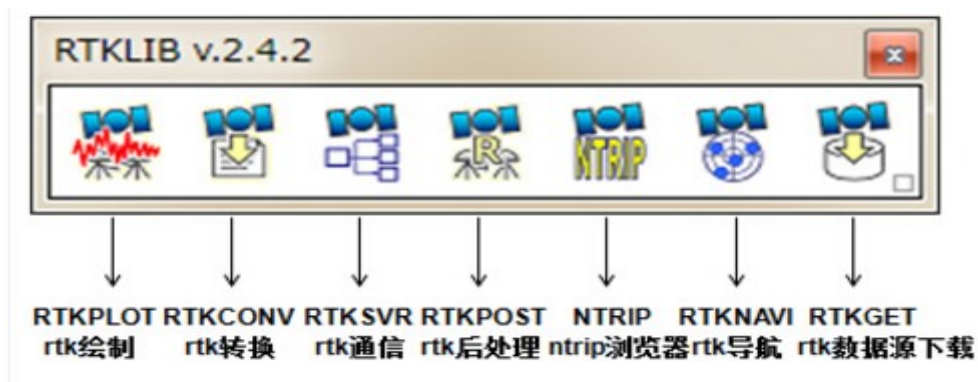 RTKLIB v.2.4.2
NTRIP
RTKPLOT RTKCONV RTKSVR RTKPOST NTRIP RTKNAVI RTKGET
rtk绘制 rtk转换 rtk通信 rtk后处理 ntrip浏览器 rtk导航 rtk数据源下载